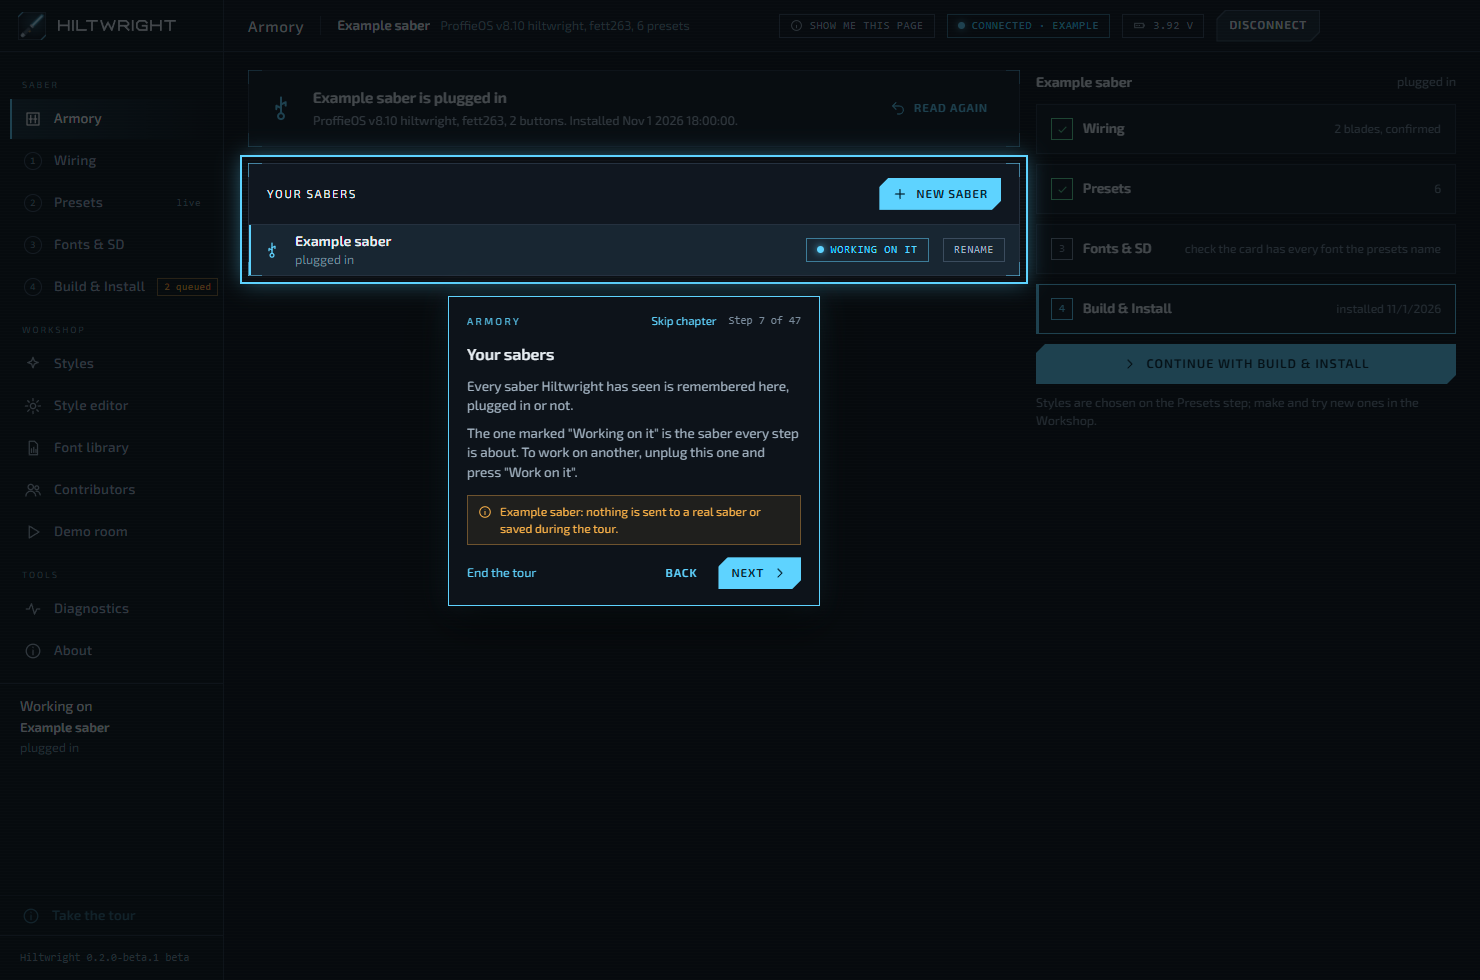 HILTWRIGHT
Armory
Example saber
ProffieOS v8.10 hiltwright, fett263, 6 presets
SHOW ME THIS PAGE
CONNECTED · EXAMPLE
3.92 V
DISCONNECT
SABER
Armory
1 Wiring
2 Presets live
3 Fonts & SD
4 Build & Install 2 queued
WORKSHOP
Styles
Style editor
Font library
Contributors
Demo room
TOOLS
Diagnostics
About
Working on
Example saber
plugged in
Take the tour
Hiltwright 0.2.0-beta.1 beta
Example saber is plugged in
ProffieOS v8.10 hiltwright, fett263, 2 buttons. Installed Nov 1 2026 18:00:00.
READ AGAIN
YOUR SABERS
NEW SABER
Example saber
plugged in
WORKING ON IT
RENAME
ARMORY
Skip chapter
Step 7 of 47
Your sabers
Every saber Hiltwright has seen is remembered here,
plugged in or not.
The one marked "Working on it" is the saber every step
is about. To work on another, unplug this one and
press "Work on it".
Example saber: nothing is sent to a real saber or
saved during the tour.
End the tour
BACK
NEXT
Example saber
plugged in
Wiring
2 blades, confirmed
Presets
6
3 Fonts & SD
check the card has every font the presets name
4 Build & Install
installed 11/1/2026
CONTINUE WITH BUILD & INSTALL
Styles are chosen on the Presets step; make and try new ones in the
Workshop.